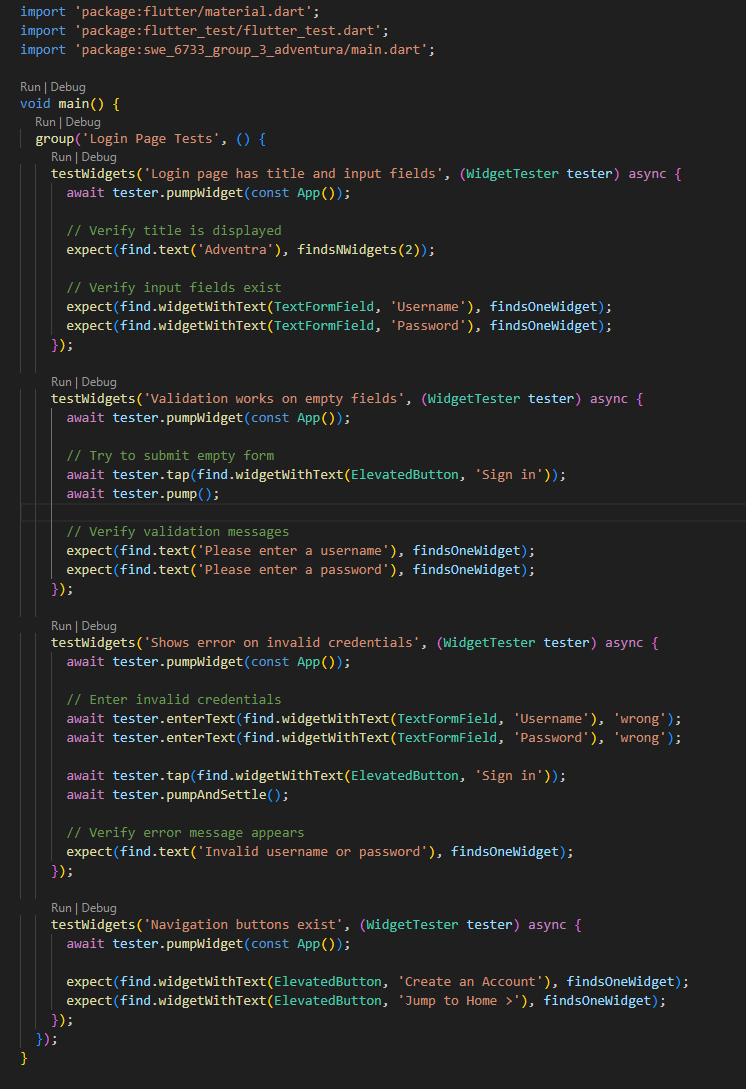 import 'package:flutter/material.dart';
import 'package:flutter_test/flutter_test.dart';
import 'package:swe_6733_group_3_adventura/main.dart';

Run | Debug
void main() {
  Run | Debug
  group('Login Page Tests', () {
    Run | Debug
    testWidgets('Login page has title and input fields', (WidgetTester tester) async {
      await tester.pumpWidget(const App());

      // Verify title is displayed
      expect(find.text('Adventra'), findsNWidgets(2));

      // Verify input fields exist
      expect(find.widgetWithText(TextFormField, 'Username'), findsOneWidget);
      expect(find.widgetWithText(TextFormField, 'Password'), findsOneWidget);
    });

    Run | Debug
    testWidgets('Validation works on empty fields', (WidgetTester tester) async {
      await tester.pumpWidget(const App());

      // Try to submit empty form
      await tester.tap(find.widgetWithText(ElevatedButton, 'Sign in'));
      await tester.pump();

      // Verify validation messages
      expect(find.text('Please enter a username'), findsOneWidget);
      expect(find.text('Please enter a password'), findsOneWidget);
    });

    Run | Debug
    testWidgets('Shows error on invalid credentials', (WidgetTester tester) async {
      await tester.pumpWidget(const App());

      // Enter invalid credentials
      await tester.enterText(find.widgetWithText(TextFormField, 'Username'), 'wrong');
      await tester.enterText(find.widgetWithText(TextFormField, 'Password'), 'wrong');

      await tester.tap(find.widgetWithText(ElevatedButton, 'Sign in'));
      await tester.pumpAndSettle();

      // Verify error message appears
      expect(find.text('Invalid username or password'), findsOneWidget);
    });

    Run | Debug
    testWidgets('Navigation buttons exist', (WidgetTester tester) async {
      await tester.pumpWidget(const App());

      expect(find.widgetWithText(ElevatedButton, 'Create an Account'), findsOneWidget);
      expect(find.widgetWithText(ElevatedButton, 'Jump to Home >'), findsOneWidget);
    });
  });
}